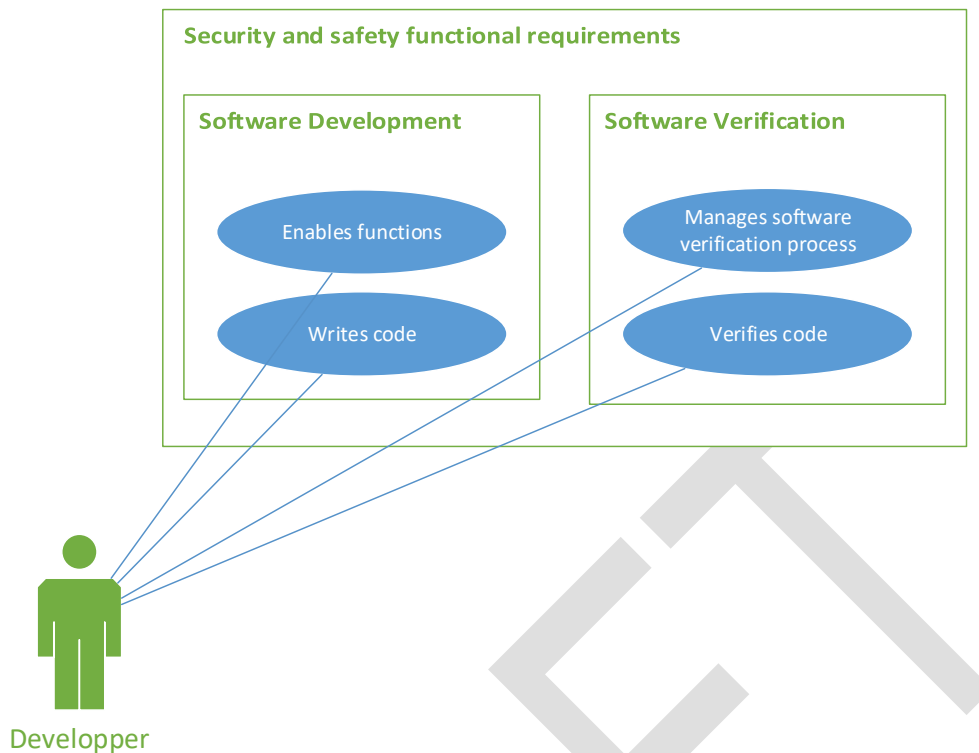 Security and safety functional requirements
Software Development
Software Verification
Enables functions
Manages software
verification process
Writes code
Verifies code
Developper